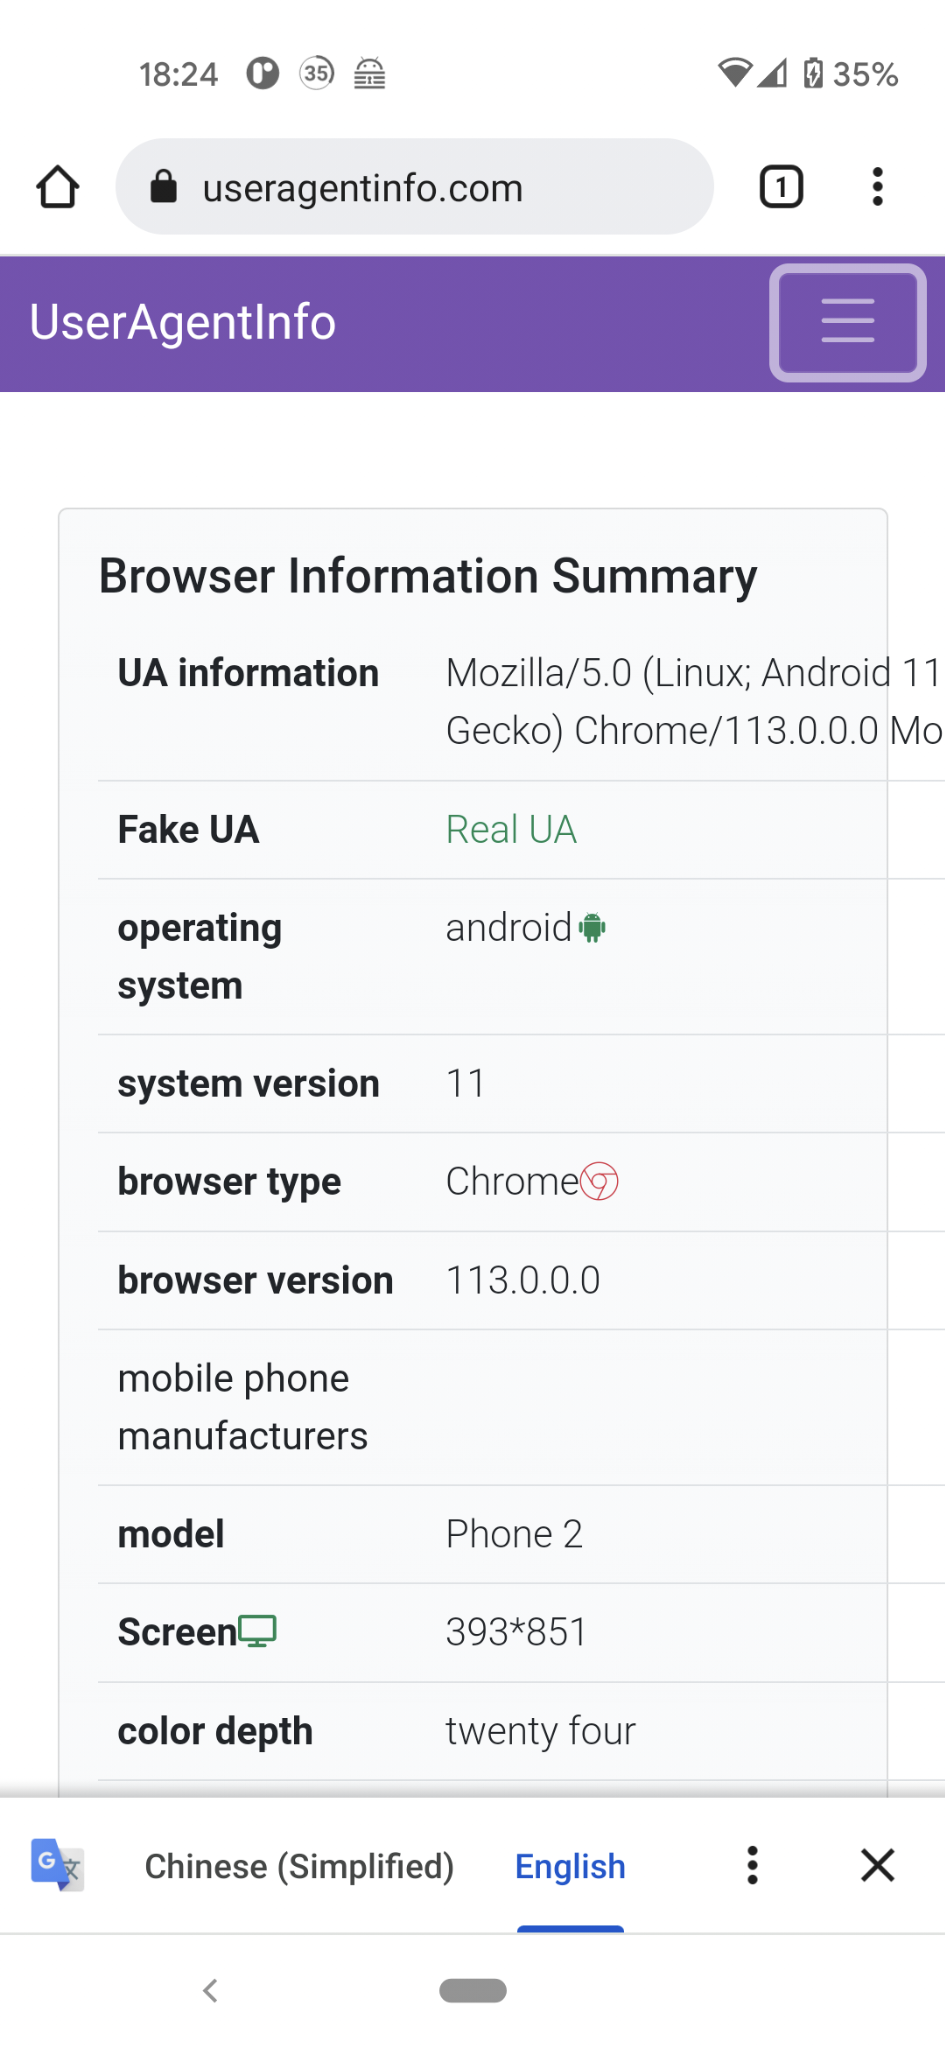 18:24 35 35%
useragentinfo.com 1
UserAgentInfo
Browser Information Summary
UA information Mozilla/5.0 (Linux; Android 11
Gecko) Chrome/113.0.0.0 Mo
Fake UA Real UA
operating android
system
system version 11
browser type Chrome
browser version 113.0.0.0
mobile phone
manufacturers
model Phone 2
Screen 393*851
color depth twenty four
G 文 Chinese (Simplified) English